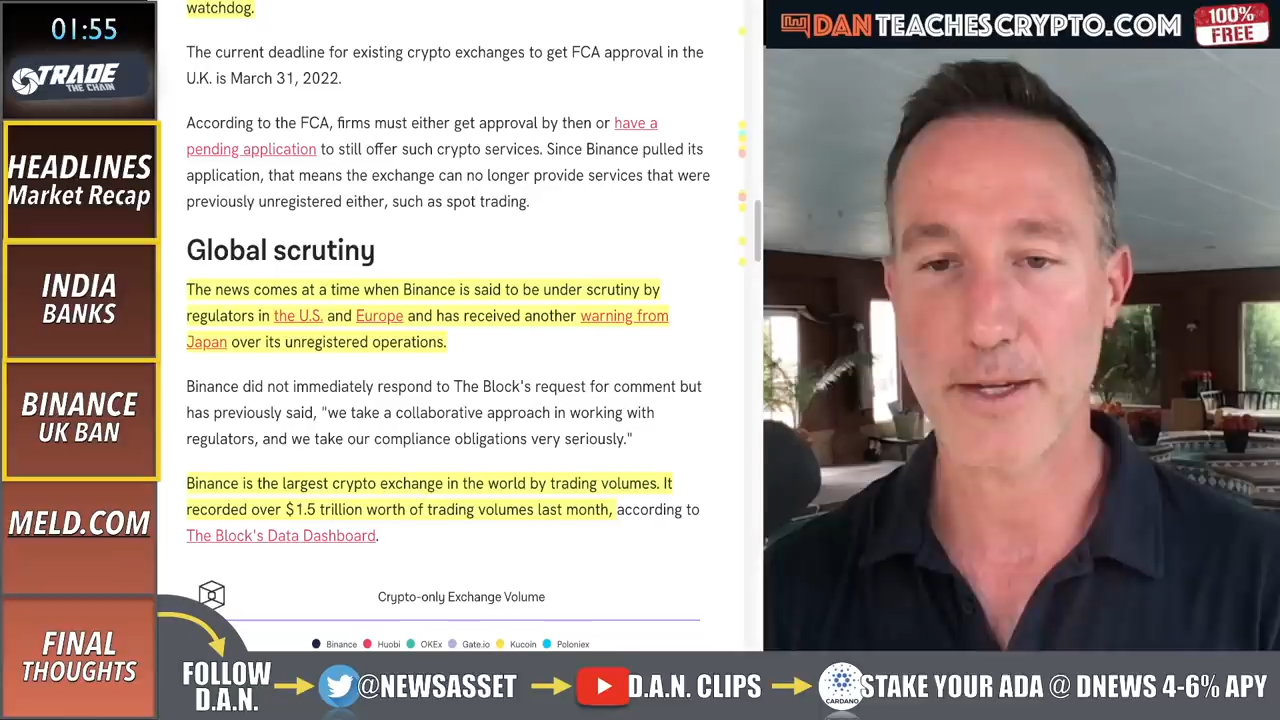 01:55
TRADE
THE CHAIN
HEADLINES
Market Recap
INDIA
BANKS
BINANCE
UK BAN
MELD.COM
FINAL
THOUGHTS
watchdog.
The current deadline for existing crypto exchanges to get FCA approval in the
U.K. is March 31, 2022.
According to the FCA, firms must either get approval by then or have a
pending application to still offer such crypto services. Since Binance pulled its
application, that means the exchange can no longer provide services that were
previously unregistered either, such as spot trading.
Global scrutiny
The news comes at a time when Binance is said to be under scrutiny by
regulators in the U.S. and Europe and has received another warning from
Japan over its unregistered operations.
Binance did not immediately respond to The Block's request for comment but
has previously said, "we take a collaborative approach in working with
regulators, and we take our compliance obligations very seriously."
Binance is the largest crypto exchange in the world by trading volumes. It
recorded over $1.5 trillion worth of trading volumes last month, according to
The Block's Data Dashboard.
Crypto-only Exchange Volume
Binance Huobi OKEx Gate.io Kucoin Poloniex
DANTEACHESCRYPTO.COM
100%
FREE
FOLLOW
D.A.N.
@NEWSASSET
D.A.N. CLIPS
CARDANO
STAKE YOUR ADA @ DNEWS 4-6% APY